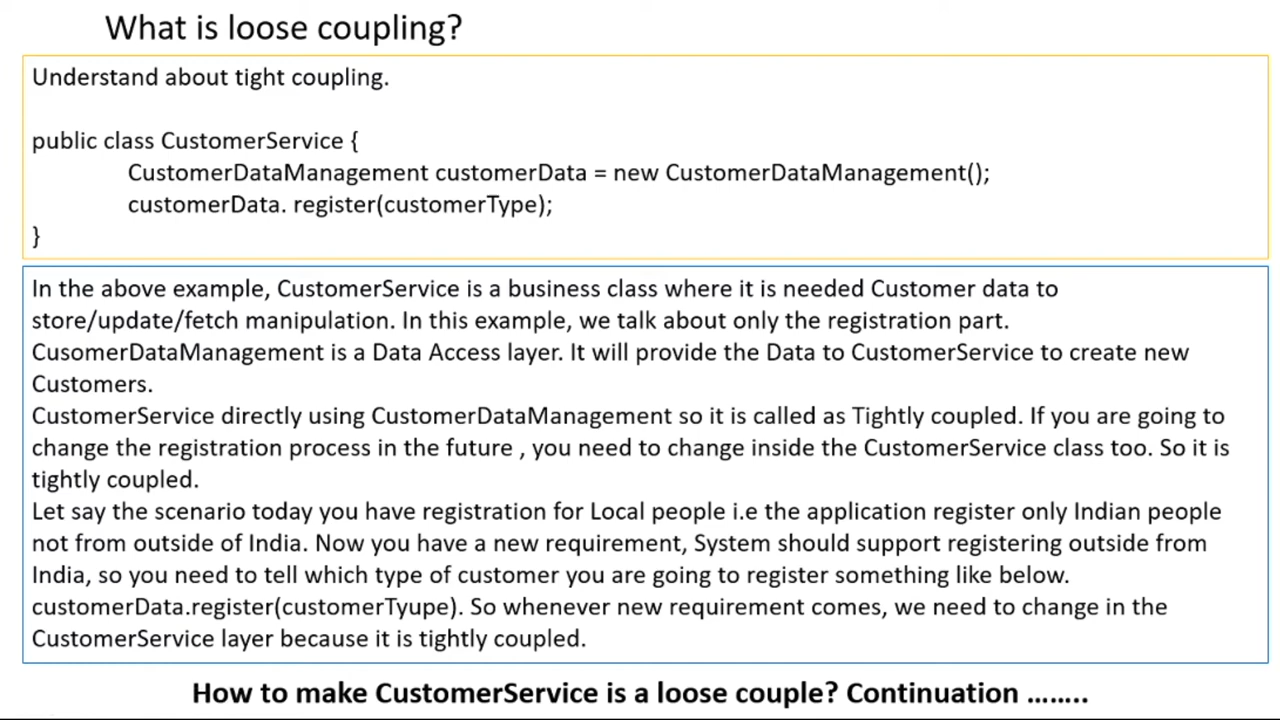 What is loose coupling?
Understand about tight coupling.
public class CustomerService {
CustomerDataManagement customerData = new CustomerDataManagement();
customerData. register(customerType);
}
In the above example, CustomerService is a business class where it is needed Customer data to
store/update/fetch manipulation. In this example, we talk about only the registration part.
CusomerDataManagement is a Data Access layer. It will provide the Data to CustomerService to create new
Customers.
CustomerService directly using CustomerDataManagement so it is called as Tightly coupled. If you are going to
change the registration process in the future , you need to change inside the CustomerService class too. So it is
tightly coupled.
Let say the scenario today you have registration for Local people i.e the application register only Indian people
not from outside of India. Now you have a new requirement, System should support registering outside from
India, so you need to tell which type of customer you are going to register something like below.
customerData.register(customerTyupe). So whenever new requirement comes, we need to change in the
CustomerService layer because it is tightly coupled.
How to make CustomerService is a loose couple? Continuation ........